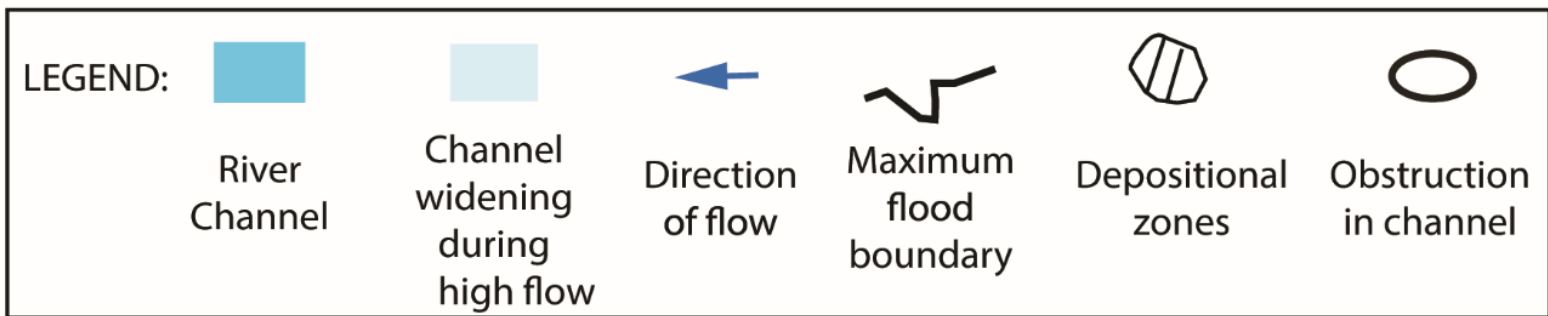 LEGEND:
River
Channel
Channel
widening
during
high flow
Direction
of flow
Maximum
flood
boundary
Depositional
zones
Obstruction
in channel